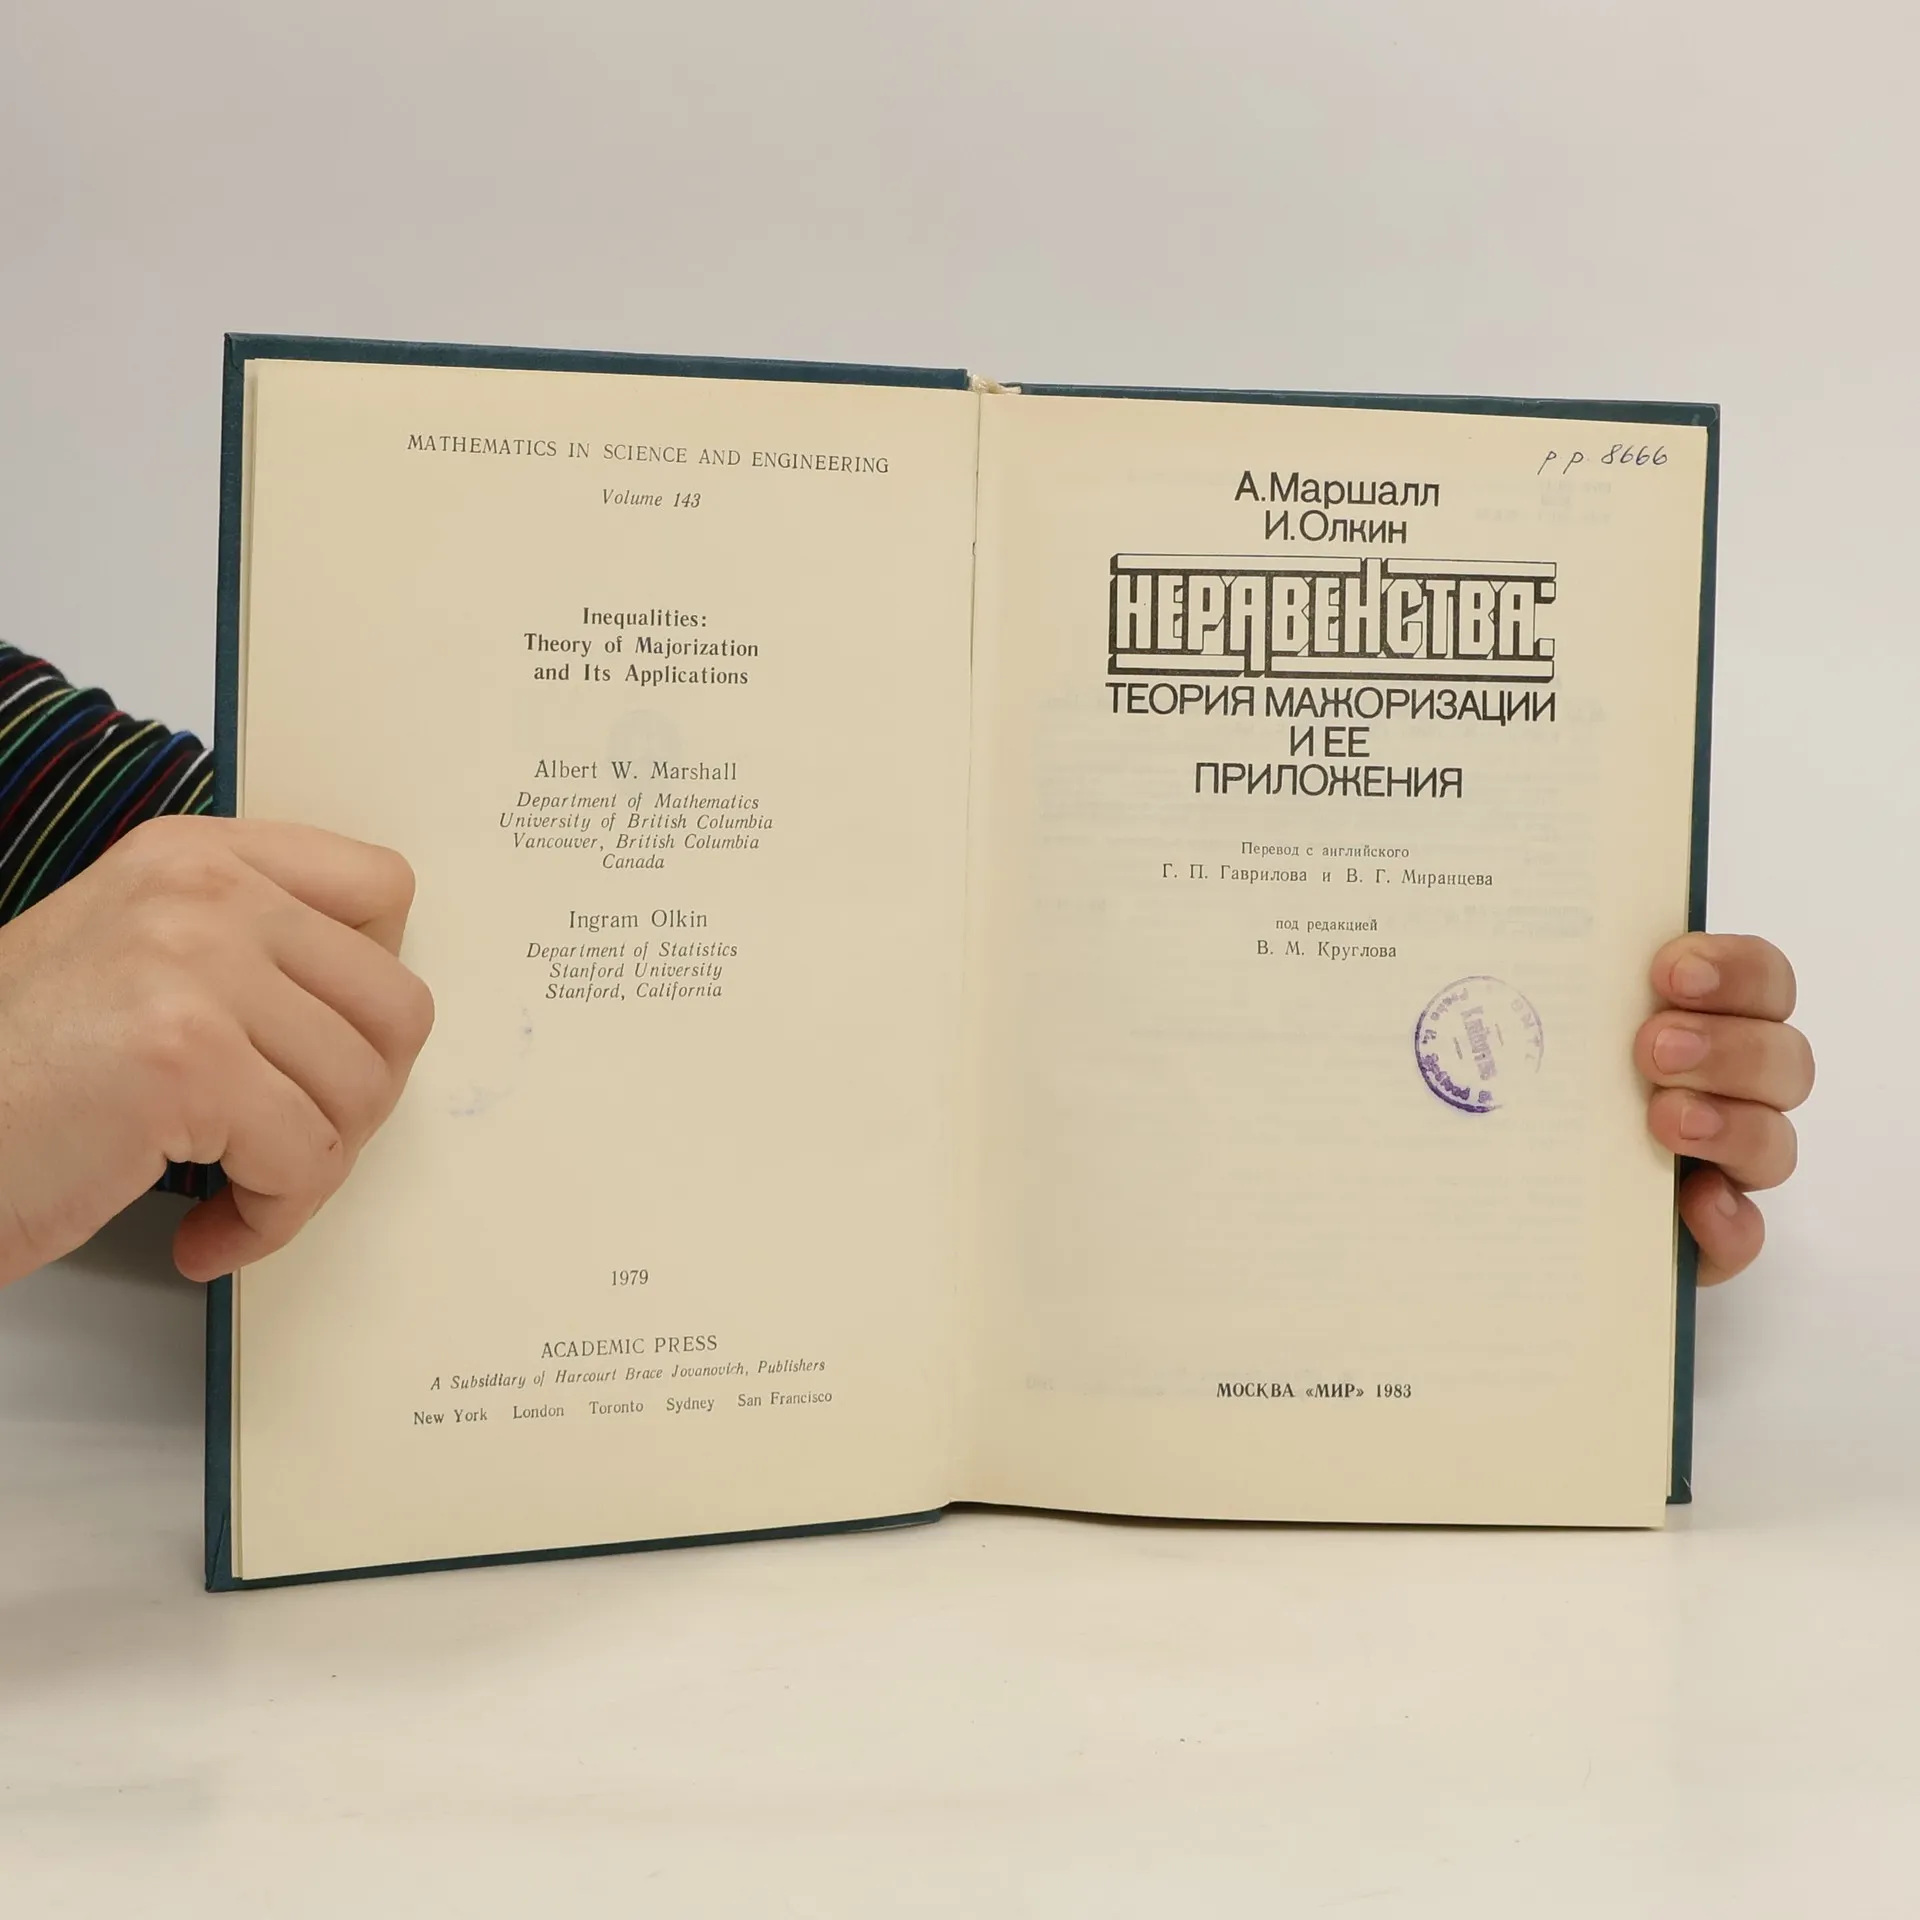 MATHEMATICS IN SCIENCE AND ENGINEERING
Volume 143
Inequalities:
Theory of Majorization
and Its Applications
Albert W. Marshall
Department of Mathematics
University of British Columbia
Vancouver, British Columbia
Canada
Ingram Olkin
Department of Statistics
Stanford University
Stanford, California
1979
ACADEMIC PRESS
A Subsidiary of Harcourt Brace Jovanovich, Publishers
New York London Toronto Sydney San Francisco
pp. 8666
А.Маршалл
И.Олкин
НЕРАВЕНСТВА:
ТЕОРИЯ МАЖОРИЗАЦИИ
И ЕЕ
ПРИЛОЖЕНИЯ
Перевод с английского
Г. П. Гаврилова и В. Г. Миранцева
под редакцией
В. М. Круглова
МОСКВА «МИР» 1983